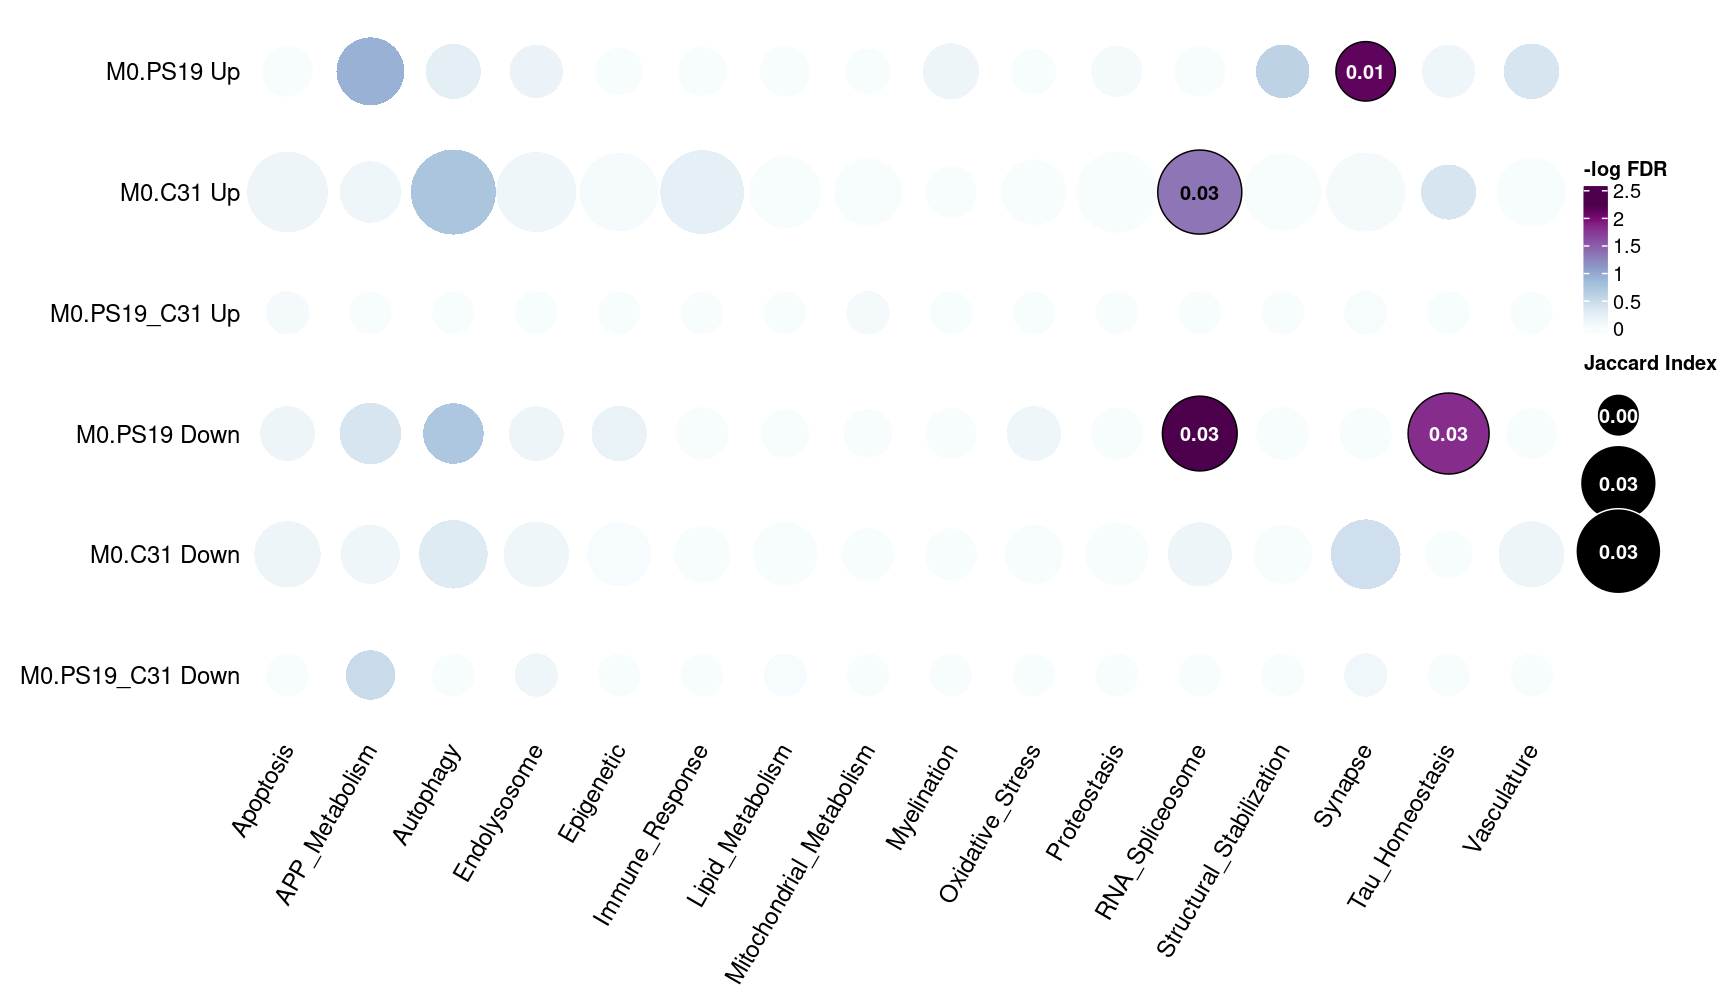 M0.PS19 Up
0.01
M0.C31 Up
0.03
M0.PS19_C31 Up
M0.PS19 Down
0.03
0.03
M0.C31 Down
M0.PS19_C31 Down
Apoptosis
APP_Metabolism
Autophagy
Endolysosome
Epigenetic
Immune_Response
Lipid_Metabolism
Mitochondrial_Metabolism
Myelination
Oxidative_Stress
Proteostasis
RNA_Spliceosome
Structural_Stabilization
Synapse
Tau_Homeostasis
Vasculature
-log FDR
2.5
2
1.5
1
0.5
0
Jaccard Index
0.00
0.03
0.03